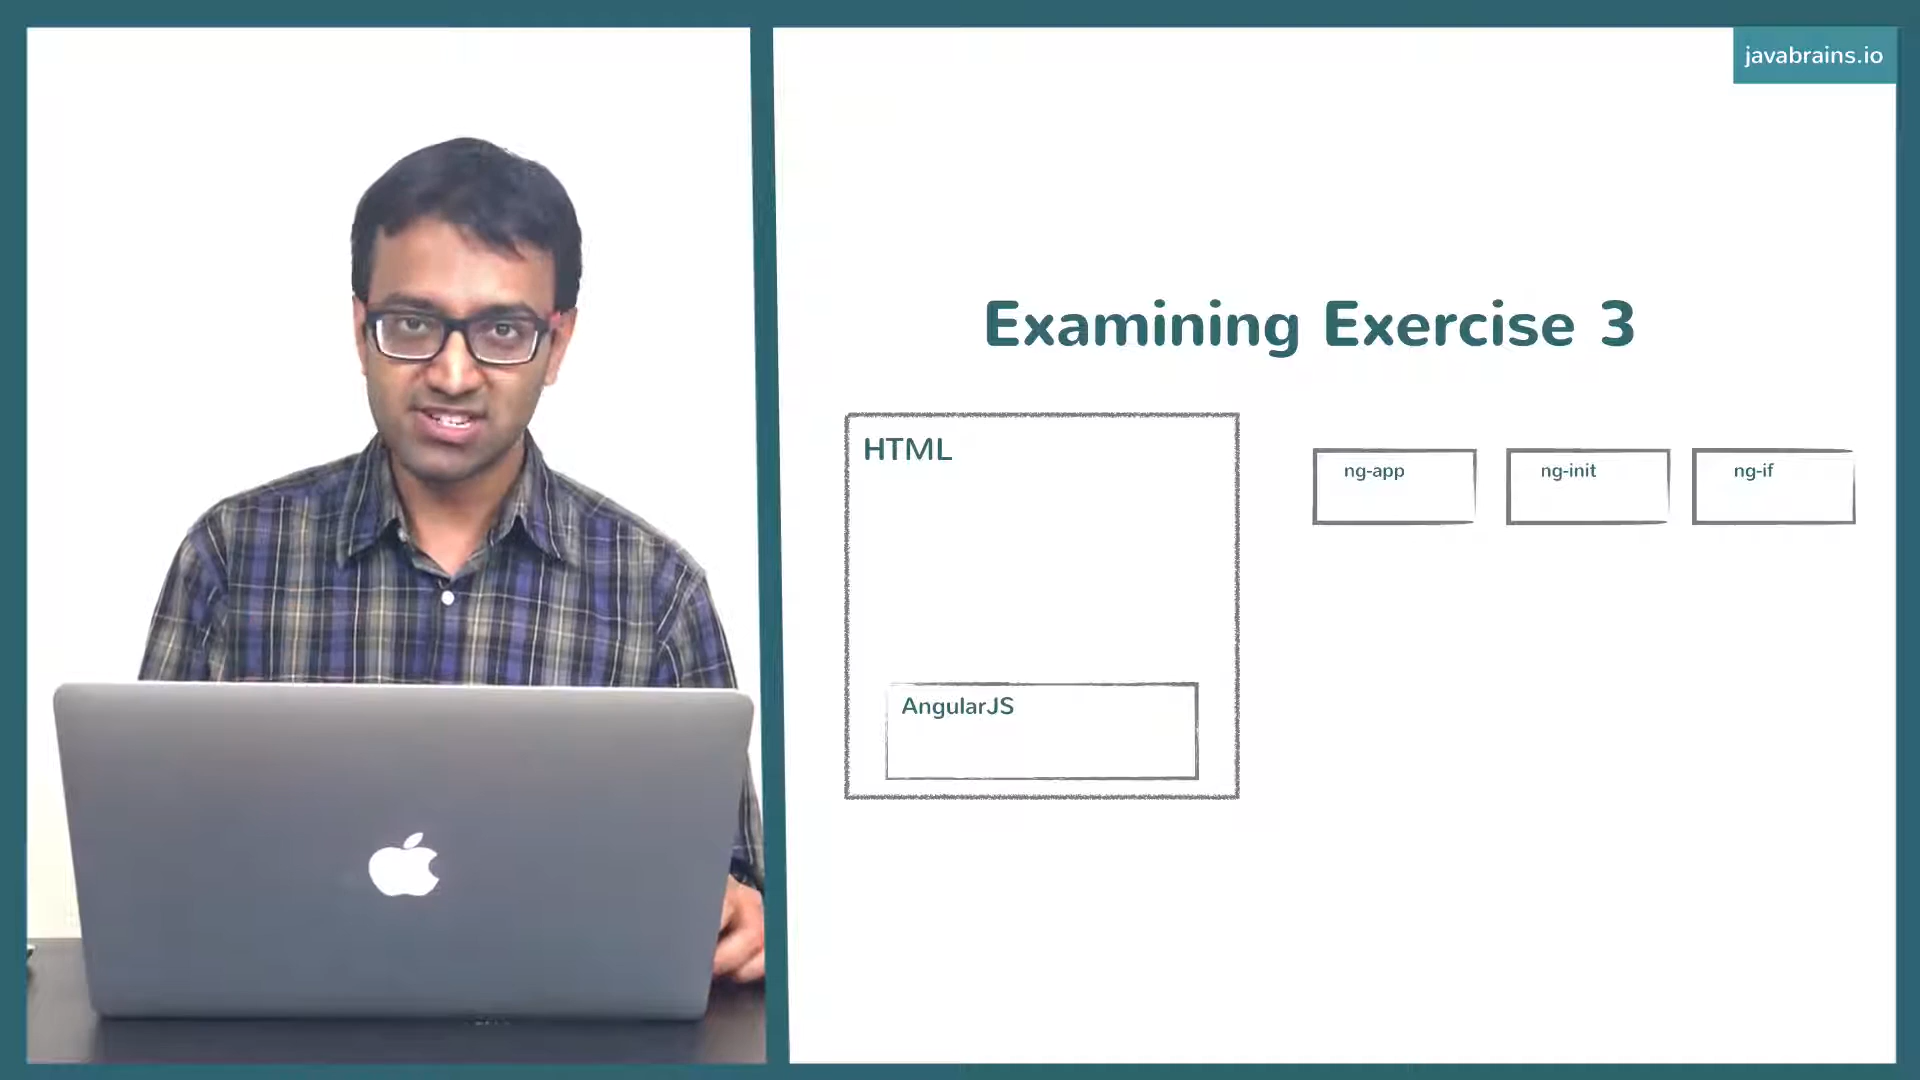 javabrains.io
Examining Exercise 3
HTML
ng-app
ng-init
ng-if
AngularJS